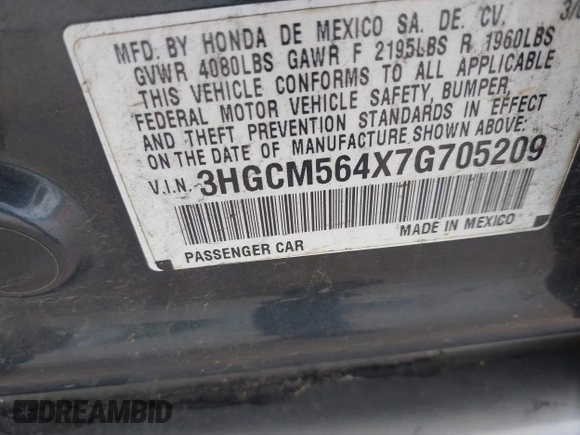 MFD. BY HONDA DE MEXICO SA. DE. CV. 3/
GVWR 4080LBS GAWR F 2195LBS R 1960LBS
THIS VEHICLE CONFORMS TO ALL APPLICABLE
FEDERAL MOTOR VEHICLE SAFETY, BUMPER,
AND THEFT PREVENTION STANDARDS IN EFFECT
ON THE DATE OF MANUFACTURE SHOWN ABOVE.
V.I.N. 3HGCM564X7G705209
PASSENGER CAR MADE IN MEXICO
DREAMBID